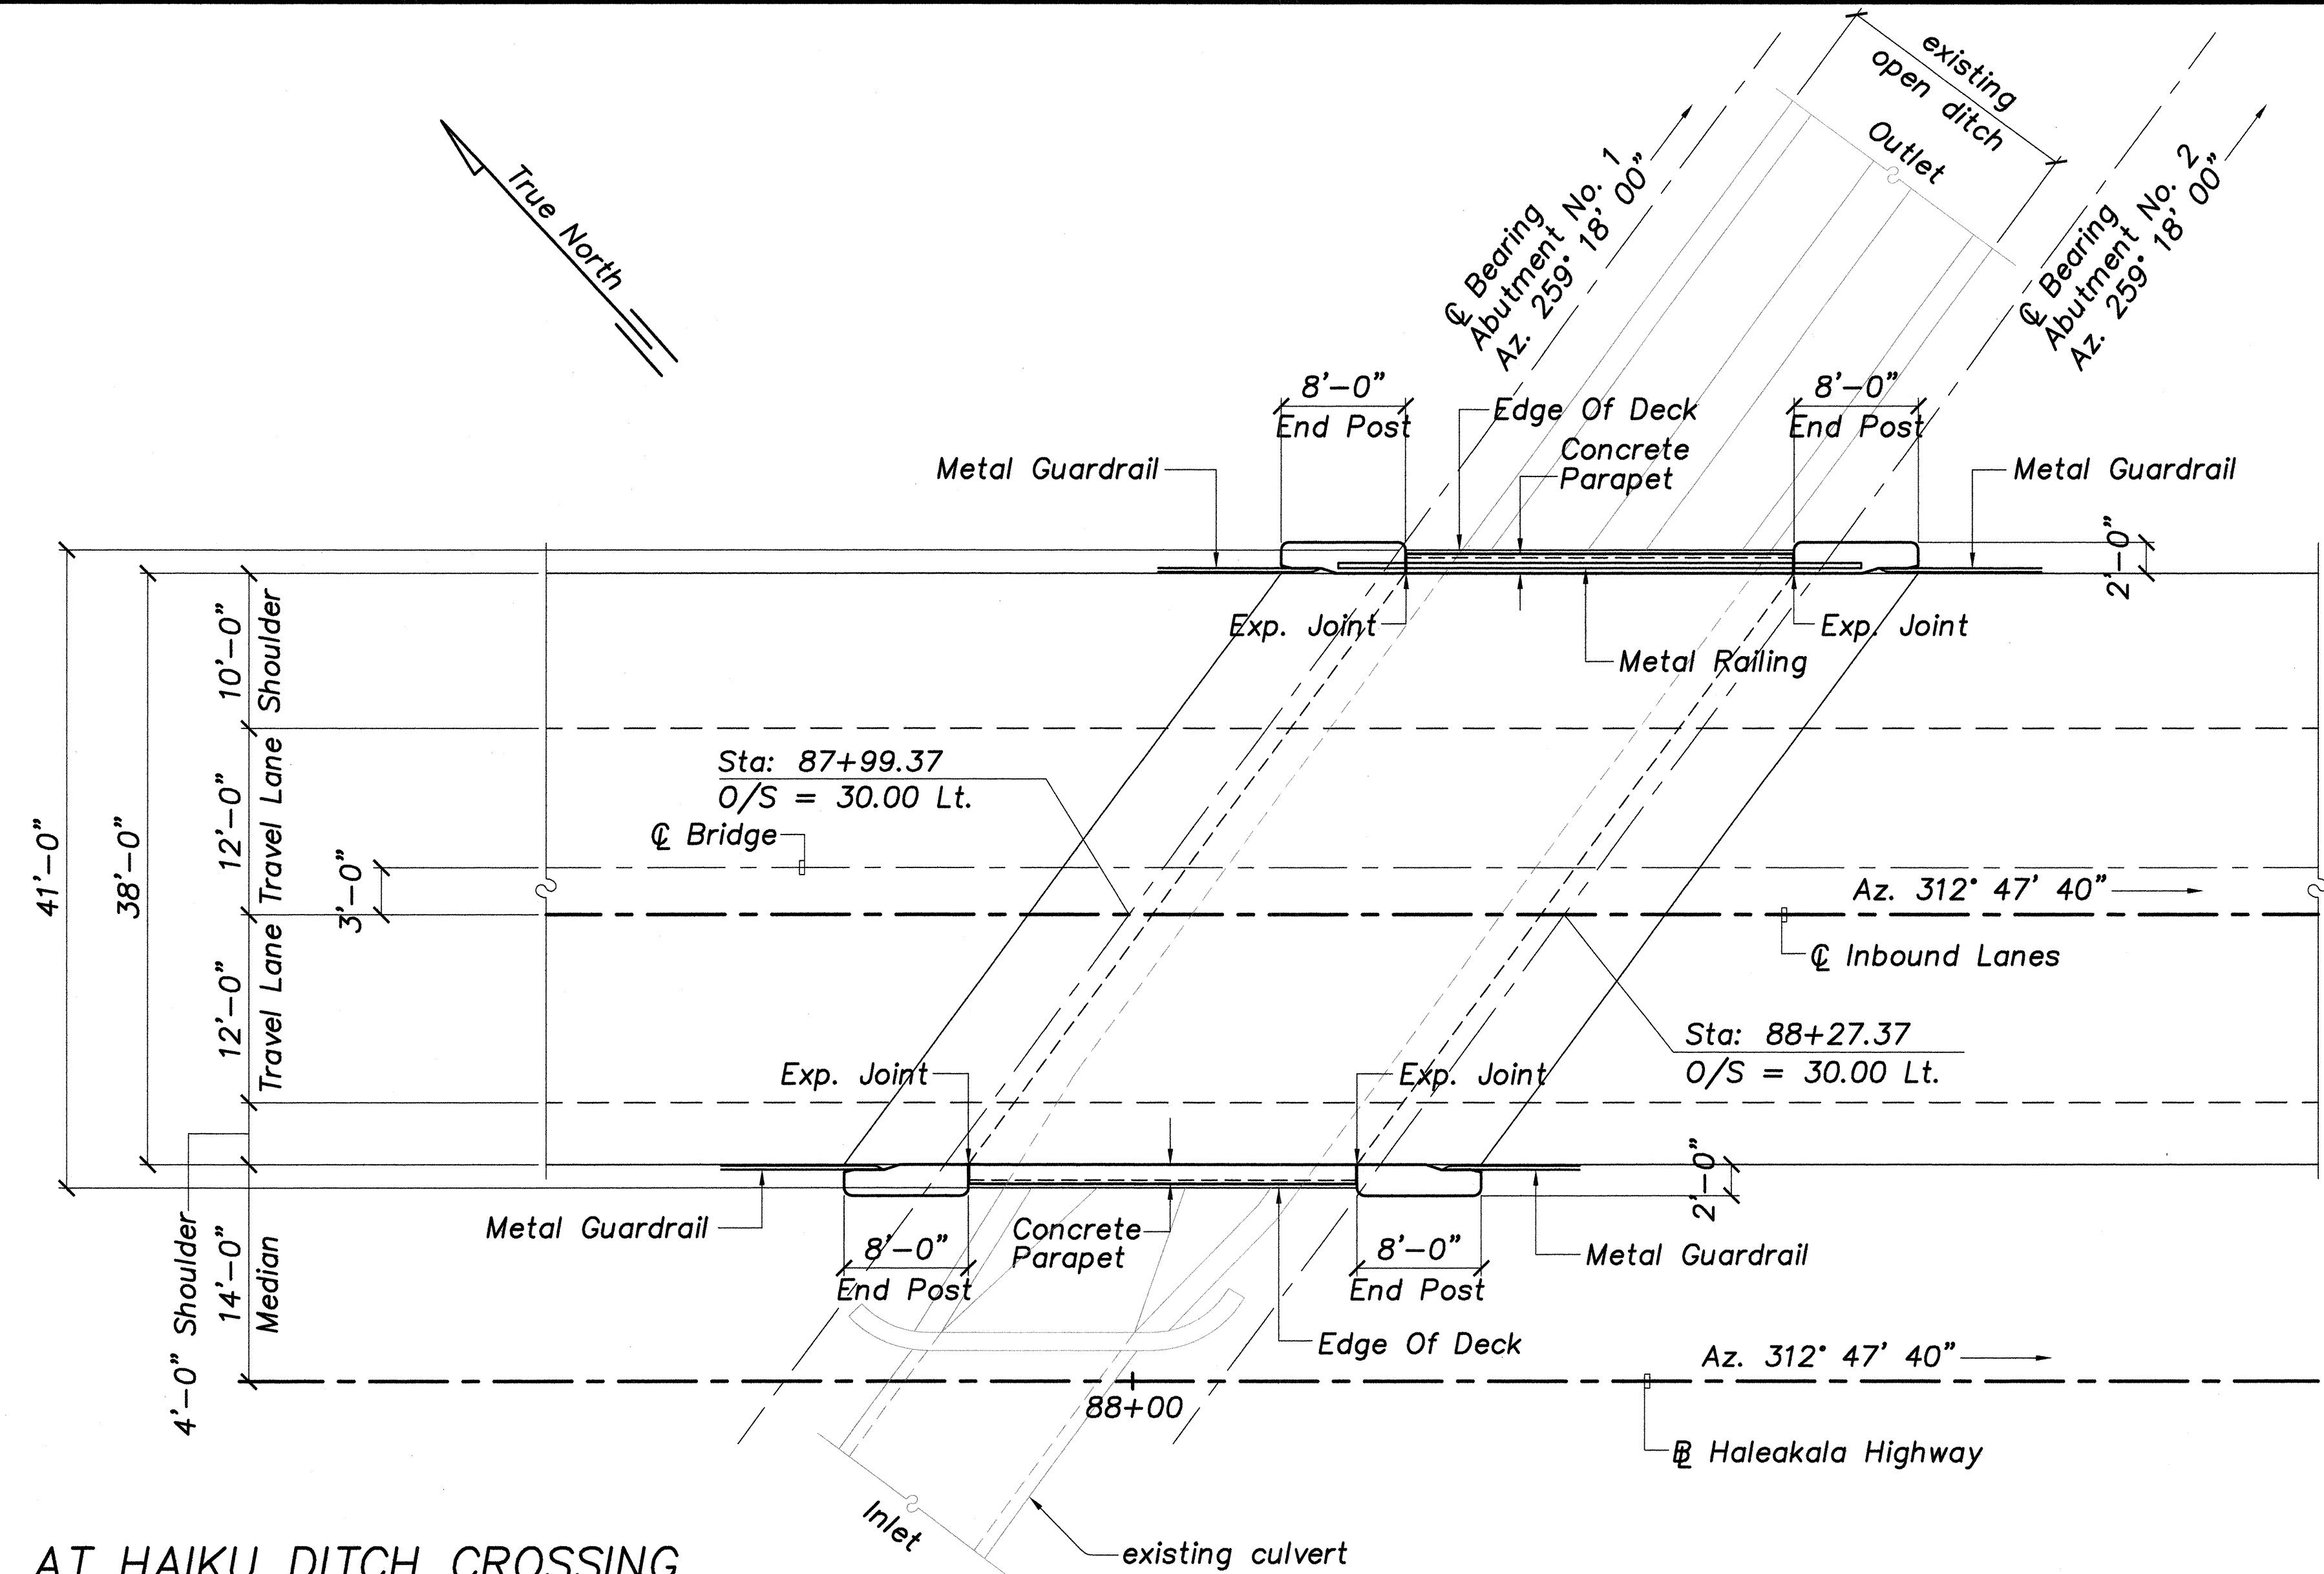 existing
open ditch
Outlet
True North
℄ Bearing
Abutment No. 1
Az. 259° 18' 00"
℄ Bearing
Abutment No. 2
Az. 259° 18' 00"
8'-0"
End Post
Edge Of Deck
Concrete
Parapet
8'-0"
End Post
Metal Guardrail
Metal Guardrail
2'-0"
Exp. Joint
Exp. Joint
Metal Railing
41'-0"
38'-0"
10'-0"
Shoulder
12'-0"
Travel Lane
3'-0"
12'-0"
Travel Lane
Sta: 87+99.37
O/S = 30.00 Lt.
℄ Bridge
Az. 312° 47' 40"
℄ Inbound Lanes
Sta: 88+27.37
O/S = 30.00 Lt.
Exp. Joint
Exp. Joint
2'-0"
4'-0" Shoulder
14'-0"
Median
Metal Guardrail
8'-0"
End Post
Concrete
Parapet
8'-0"
End Post
Metal Guardrail
Edge Of Deck
Az. 312° 47' 40"
88+00
BL Haleakala Highway
Inlet
existing culvert
AT HAIKU DITCH CROSSING